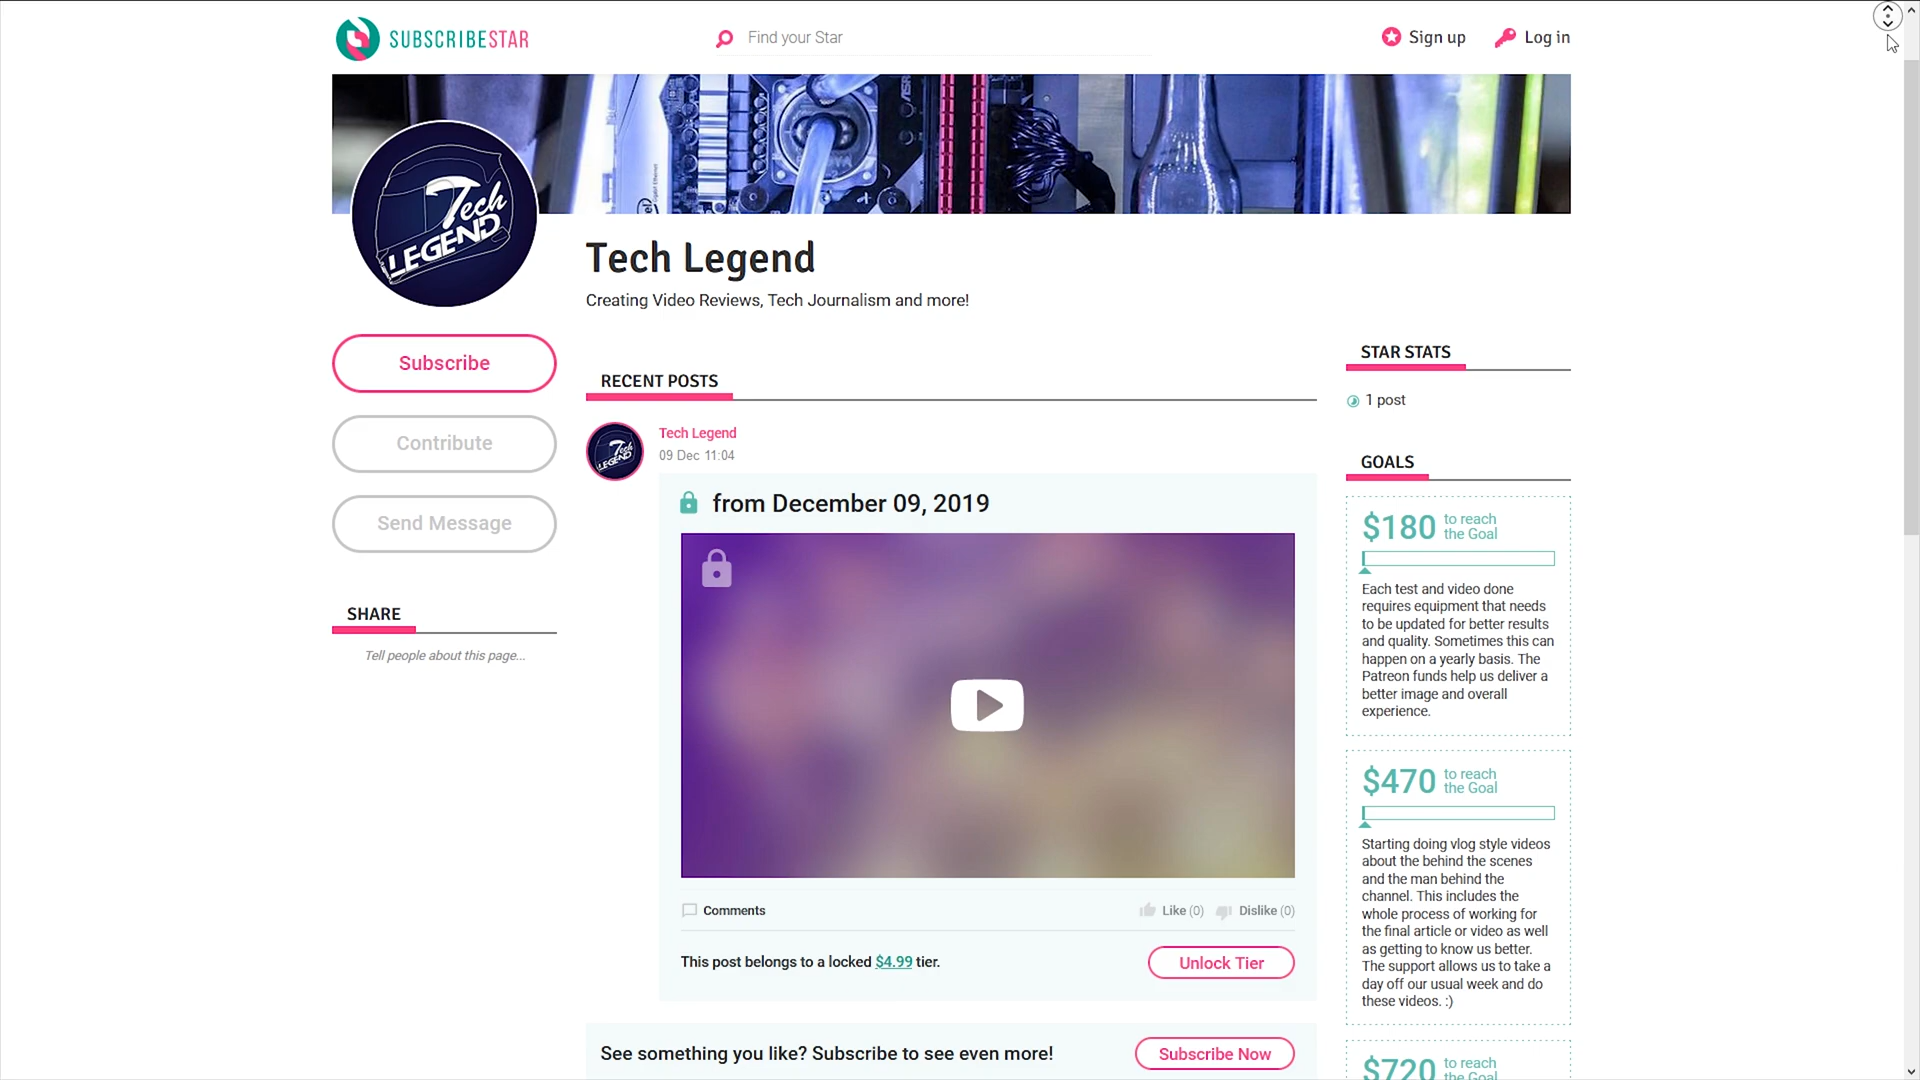 SUBSCRIBESTAR
Find your Star
Sign up
Log in
Tech
LEGEND
Tech Legend
Creating Video Reviews, Tech Journalism and more!
Subscribe
Contribute
Send Message
SHARE
Tell people about this page...
RECENT POSTS
Tech Legend
09 Dec 11:04
Tech
LEGEND
from December 09, 2019
Comments
Like (0)
Dislike (0)
This post belongs to a locked $4.99 tier.
Unlock Tier
See something you like? Subscribe to see even more!
Subscribe Now
STAR STATS
1 post
GOALS
$180 to reach
the Goal
Each test and video done
requires equipment that needs
to be updated for better results
and quality. Sometimes this can
happen on a yearly basis. The
Patreon funds help us deliver a
better image and overall
experience.
$470 to reach
the Goal
Starting doing vlog style videos
about the behind the scenes
and the man behind the
channel. This includes the
whole process of working for
the final article or video as well
as getting to know us better.
The support allows us to take a
day off our usual week and do
these videos. :)
$720 to reach
the Goal